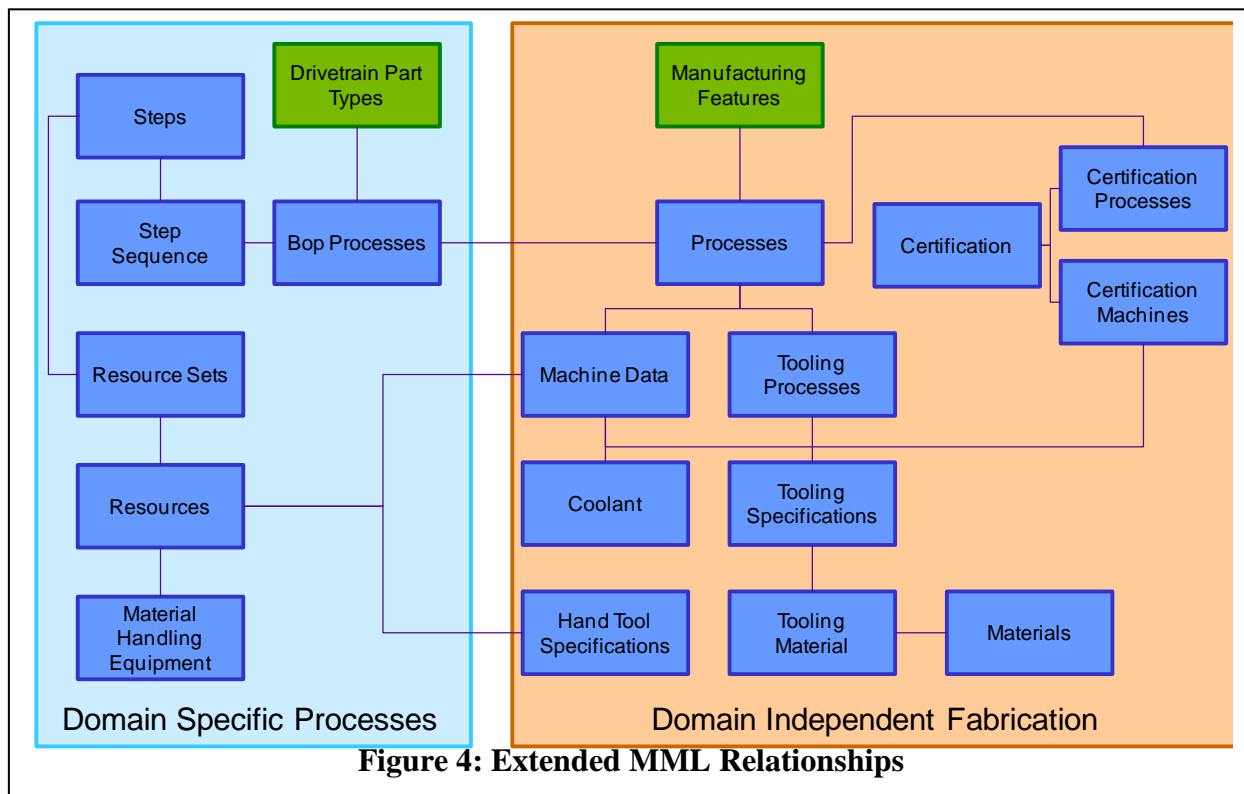 Drivetrain Part
Types
Manufacturing
Features
Steps
Certification
Processes
Step
Sequence
Bop Processes
Processes
Certification
Certification
Machines
Resource Sets
Machine Data
Tooling
Processes
Resources
Coolant
Tooling
Specifications
Material
Handling
Equipment
Hand Tool
Specifications
Tooling
Material
Materials
Domain Specific Processes
Domain Independent Fabrication
Figure 4: Extended MML Relationships